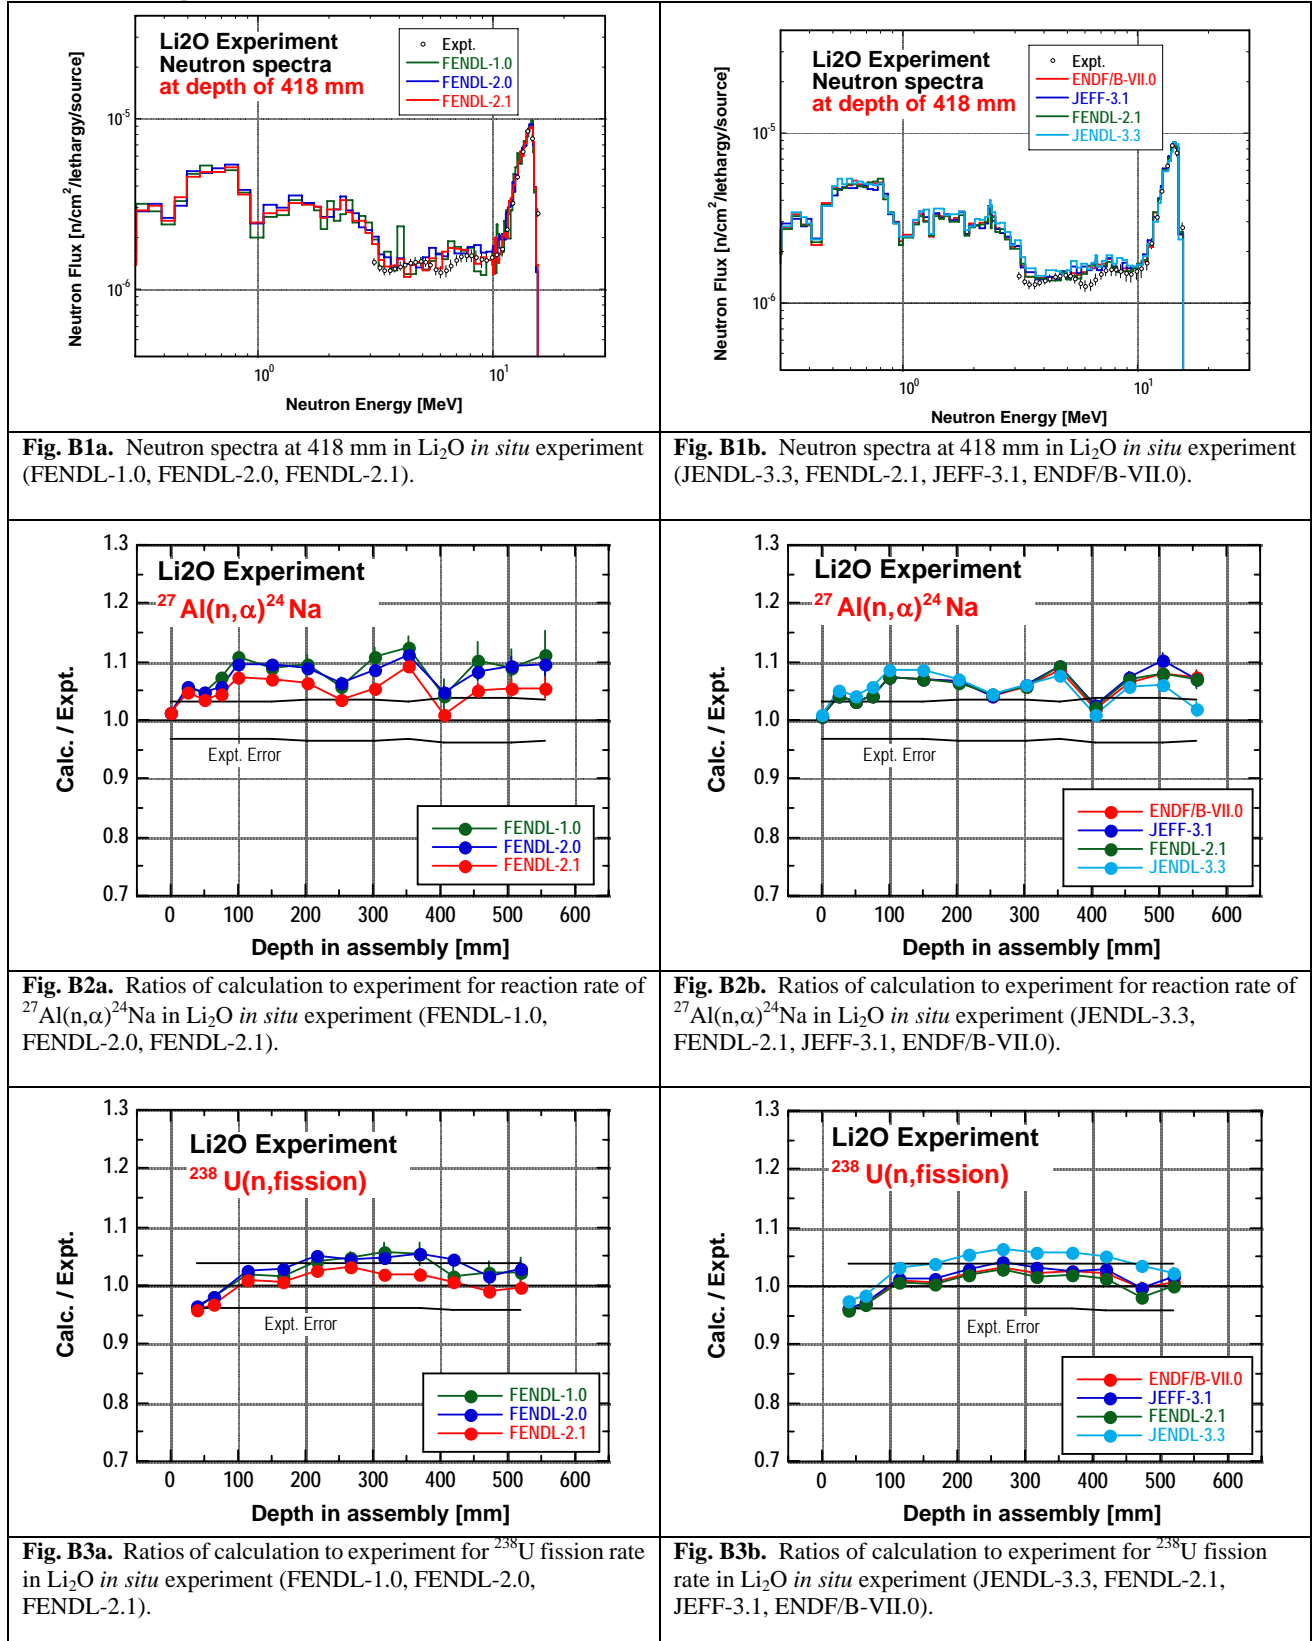 Li2O Experiment
Neutron spectra
at depth of 418 mm
Expt.
FENDL-1.0
FENDL-2.0
FENDL-2.1
Neutron Flux [n/cm²/lethargy/source]
10⁻⁵
10⁻⁶
10⁰
10¹
Neutron Energy [MeV]
Fig. B1a. Neutron spectra at 418 mm in Li₂O in situ experiment
(FENDL-1.0, FENDL-2.0, FENDL-2.1).
Li2O Experiment
Neutron spectra
at depth of 418 mm
Expt.
ENDF/B-VII.0
JEFF-3.1
FENDL-2.1
JENDL-3.3
Neutron Flux [n/cm²/lethargy/source]
10⁻⁵
10⁻⁶
10⁰
10¹
Neutron Energy [MeV]
Fig. B1b. Neutron spectra at 418 mm in Li₂O in situ experiment
(JENDL-3.3, FENDL-2.1, JEFF-3.1, ENDF/B-VII.0).
Li2O Experiment
²⁷Al(n,α)²⁴Na
Calc. / Expt.
1.3
1.2
1.1
1.0
0.9
0.8
0.7
Expt. Error
FENDL-1.0
FENDL-2.0
FENDL-2.1
0 100 200 300 400 500 600
Depth in assembly [mm]
Fig. B2a. Ratios of calculation to experiment for reaction rate of
²⁷Al(n,α)²⁴Na in Li₂O in situ experiment (FENDL-1.0,
FENDL-2.0, FENDL-2.1).
Li2O Experiment
²⁷Al(n,α)²⁴Na
Calc. / Expt.
1.3
1.2
1.1
1.0
0.9
0.8
0.7
Expt. Error
ENDF/B-VII.0
JEFF-3.1
FENDL-2.1
JENDL-3.3
0 100 200 300 400 500 600
Depth in assembly [mm]
Fig. B2b. Ratios of calculation to experiment for reaction rate of
²⁷Al(n,α)²⁴Na in Li₂O in situ experiment (JENDL-3.3,
FENDL-2.1, JEFF-3.1, ENDF/B-VII.0).
Li2O Experiment
²³⁸U(n,fission)
Calc. / Expt.
1.3
1.2
1.1
1.0
0.9
0.8
0.7
Expt. Error
FENDL-1.0
FENDL-2.0
FENDL-2.1
0 100 200 300 400 500 600
Depth in assembly [mm]
Fig. B3a. Ratios of calculation to experiment for ²³⁸U fission rate
in Li₂O in situ experiment (FENDL-1.0, FENDL-2.0,
FENDL-2.1).
Li2O Experiment
²³⁸U(n,fission)
Calc. / Expt.
1.3
1.2
1.1
1.0
0.9
0.8
0.7
Expt. Error
ENDF/B-VII.0
JEFF-3.1
FENDL-2.1
JENDL-3.3
0 100 200 300 400 500 600
Depth in assembly [mm]
Fig. B3b. Ratios of calculation to experiment for ²³⁸U fission
rate in Li₂O in situ experiment (JENDL-3.3, FENDL-2.1,
JEFF-3.1, ENDF/B-VII.0).